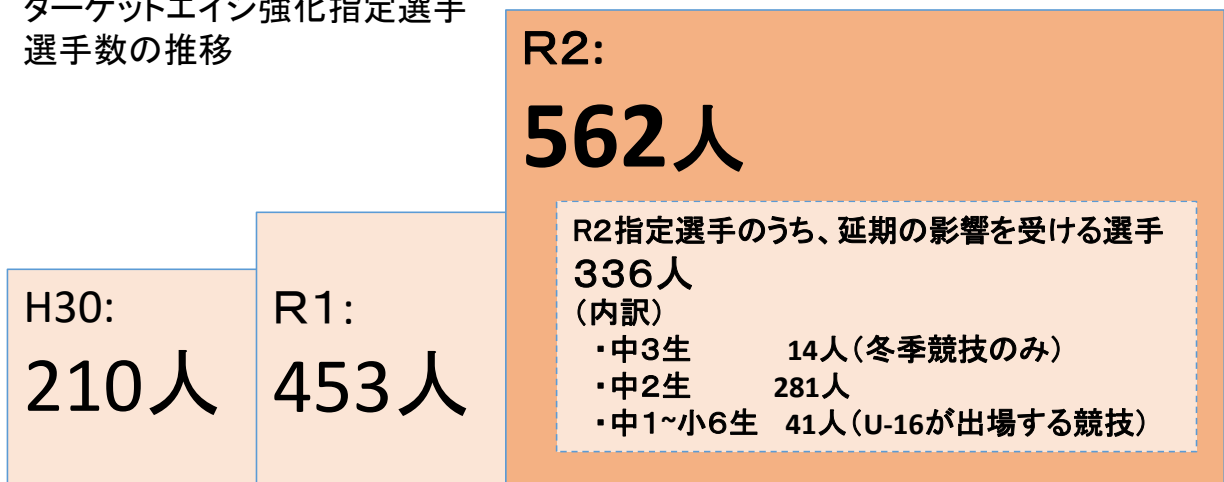 ターゲットエイジ強化指定選手
選手数の推移
R2:
562人
R2指定選手のうち、延期の影響を受ける選手
336人
(内訳)
・中3生 14人(冬季競技のみ)
・中2生 281人
・中1~小6生 41人(U-16が出場する競技)
H30:
210人
R1:
453人